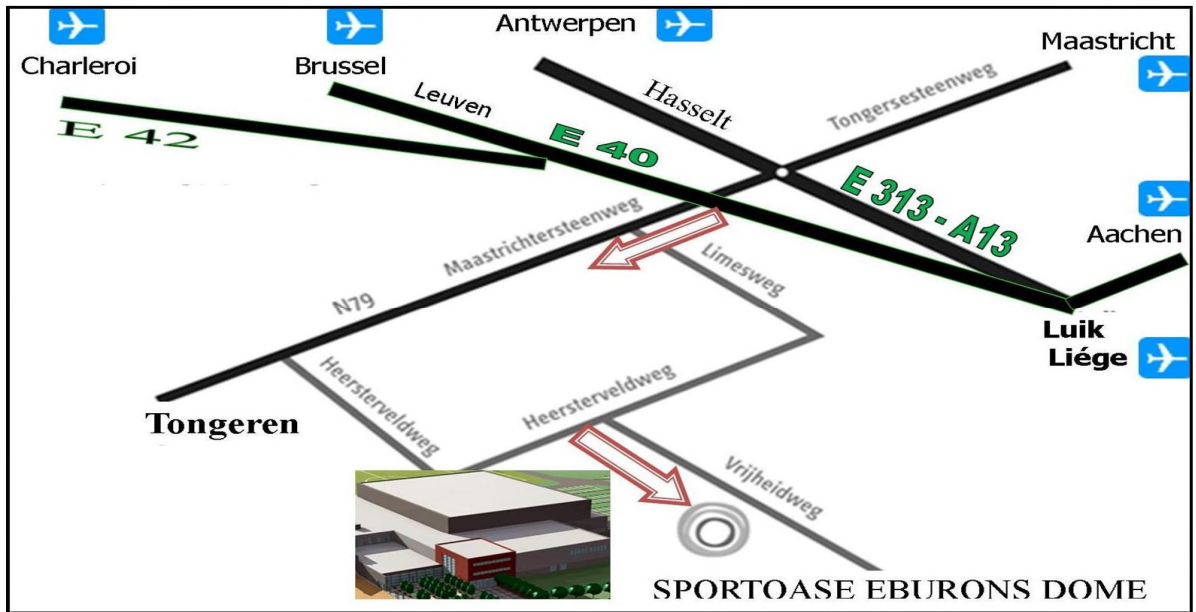 Antwerpen
Charleroi
Brussel
Maastricht
Leuven
Hasselt
Tongersesteenweg
E 42
E 40
E 313 - A13
Aachen
Maastrichtersteenweg
Limesweg
N79
Luik
Liége
Heersterveldweg
Heersterveldweg
Tongeren
Vrijheidweg
SPORTOASE EBURONS DOME